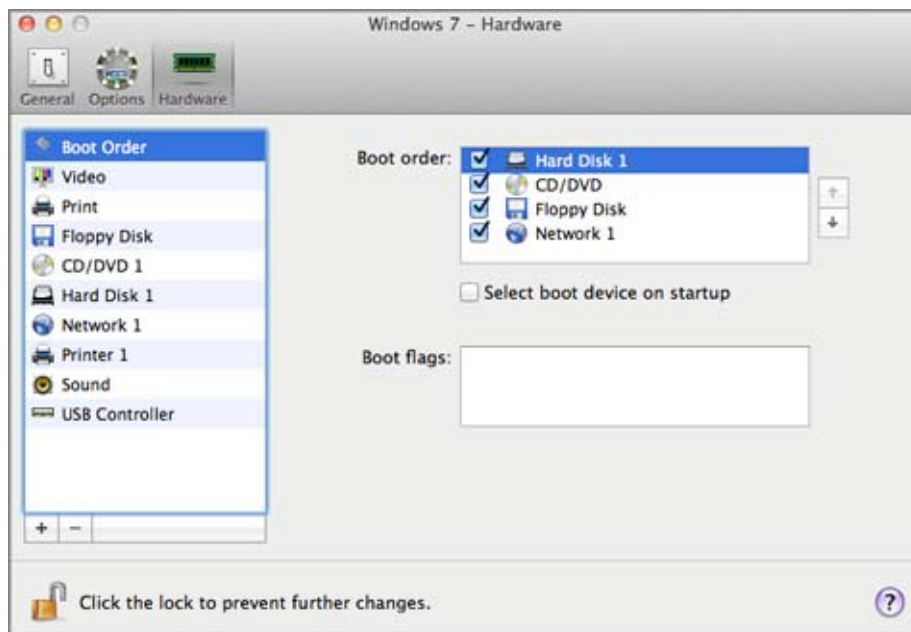 Windows 7 – Hardware
General
Options
Hardware
Boot Order
Video
Print
Floppy Disk
CD/DVD 1
Hard Disk 1
Network 1
Printer 1
Sound
USB Controller
+ −
Boot order:
Hard Disk 1
CD/DVD
Floppy Disk
Network 1
Select boot device on startup
Boot flags:
Click the lock to prevent further changes.
?